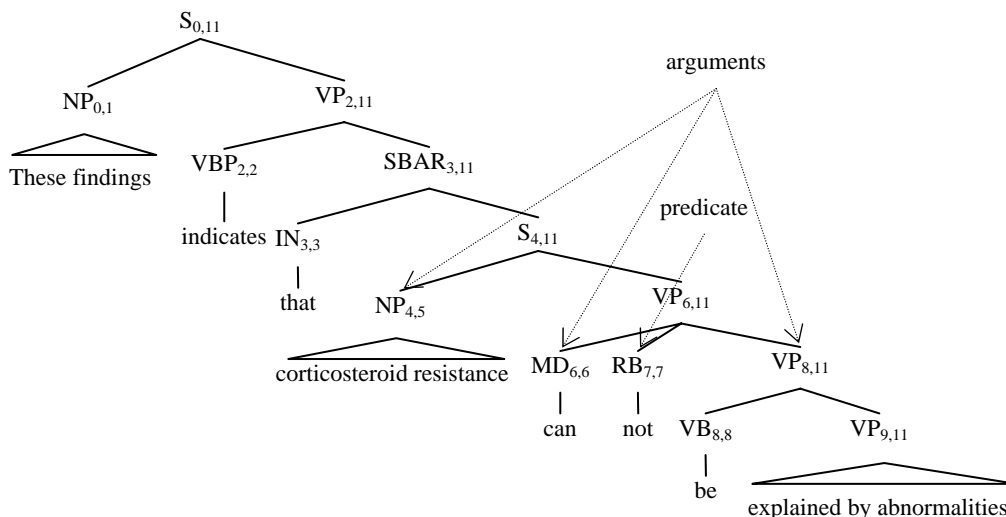 S0,11
arguments
NP0,1 VP2,11
These findings VBP2,2 SBAR3,11
predicate
indicates IN3,3 S4,11
that NP4,5 VP6,11
corticosteroid resistance MD6,6 RB7,7 VP8,11
can not VB8,8 VP9,11
be explained by abnormalities